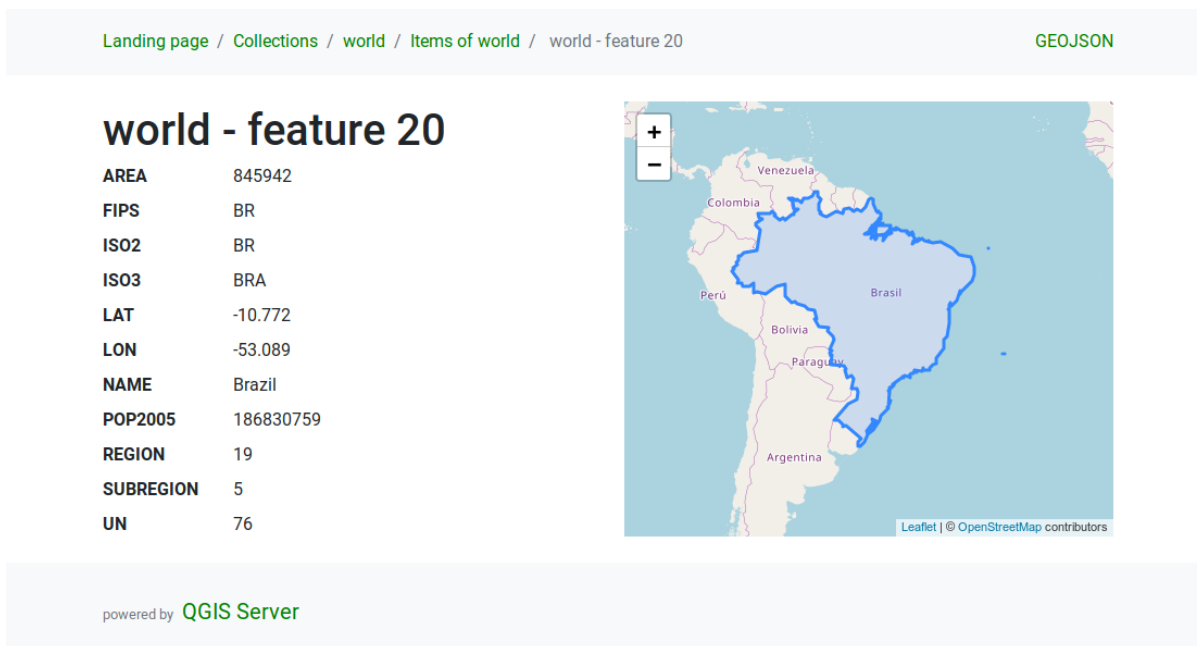 Landing page / Collections / world / Items of world / world - feature 20 GEOJSON
world - feature 20
AREA 845942
FIPS BR
ISO2 BR
ISO3 BRA
LAT -10.772
LON -53.089
NAME Brazil
POP2005 186830759
REGION 19
SUBREGION 5
UN 76
+
−
Venezuela
Colombia
Perú
Brasil
Bolivia
Paraguay
Argentina
Leaflet | © OpenStreetMap contributors
powered by QGIS Server